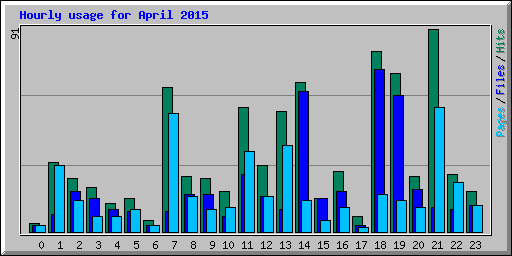 Hourly usage for April 2015
91
Pages / Files / Hits
0 1 2 3 4 5 6 7 8 9 10 11 12 13 14 15 16 17 18 19 20 21 22 23